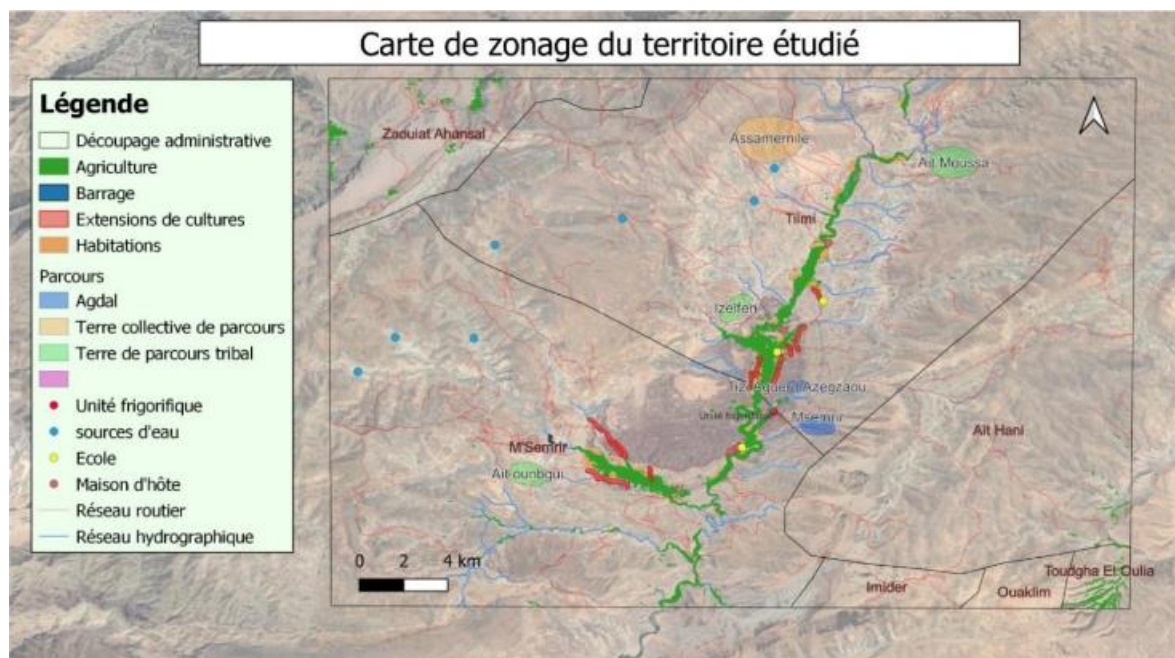 Carte de zonage du territoire étudié
Légende
Découpage administrative
Agriculture
Barrage
Extensions de cultures
Habitations
Parcours
Agdal
Terre collective de parcours
Terre de parcours tribal
Unité frigorifique
sources d'eau
Ecole
Maison d'hôte
Réseau routier
Réseau hydrographique
Zaouiat Ahansal
Assamernile
Ait Moussa
Tilmi
Izelfen
Azegzaou
Msemrir
Ait Hani
M'Semrir
Ait ounbgui
0 2 4 km
Imider
Ouaklim
Toudgha El Oulia